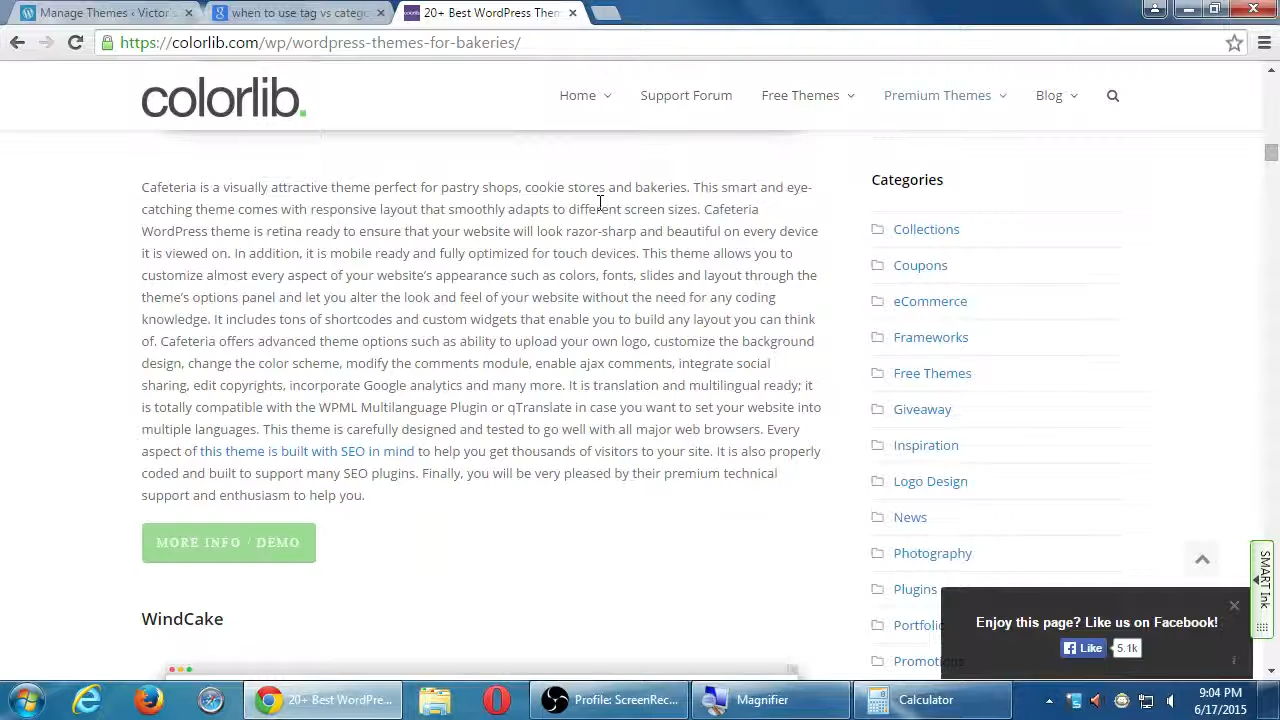 Manage Themes ‹ Victor's
when to use tag vs catego
20+ Best WordPress Them
https://colorlib.com/wp/wordpress-themes-for-bakeries/
colorlib.
Home
Support Forum
Free Themes
Premium Themes
Blog
Cafeteria is a visually attractive theme perfect for pastry shops, cookie stores and bakeries. This smart and eye-
catching theme comes with responsive layout that smoothly adapts to different screen sizes. Cafeteria
WordPress theme is retina ready to ensure that your website will look razor-sharp and beautiful on every device
it is viewed on. In addition, it is mobile ready and fully optimized for touch devices. This theme allows you to
customize almost every aspect of your website's appearance such as colors, fonts, slides and layout through the
theme's options panel and let you alter the look and feel of your website without the need for any coding
knowledge. It includes tons of shortcodes and custom widgets that enable you to build any layout you can think
of. Cafeteria offers advanced theme options such as ability to upload your own logo, customize the background
design, change the color scheme, modify the comments module, enable ajax comments, integrate social
sharing, edit copyrights, incorporate Google analytics and many more. It is translation and multilingual ready; it
is totally compatible with the WPML Multilanguage Plugin or qTranslate in case you want to set your website into
multiple languages. This theme is carefully designed and tested to go well with all major web browsers. Every
aspect of this theme is built with SEO in mind to help you get thousands of visitors to your site. It is also properly
coded and built to support many SEO plugins. Finally, you will be very pleased by their premium technical
support and enthusiasm to help you.
MORE INFO / DEMO
WindCake
Categories
Collections
Coupons
eCommerce
Frameworks
Free Themes
Giveaway
Inspiration
Logo Design
News
Photography
Plugins
Portfolio
Promotions
Enjoy this page? Like us on Facebook!
Like
5.1k
SMART Ink
20+ Best WordPre...
Profile: ScreenRec...
Magnifier
Calculator
9:04 PM
6/17/2015